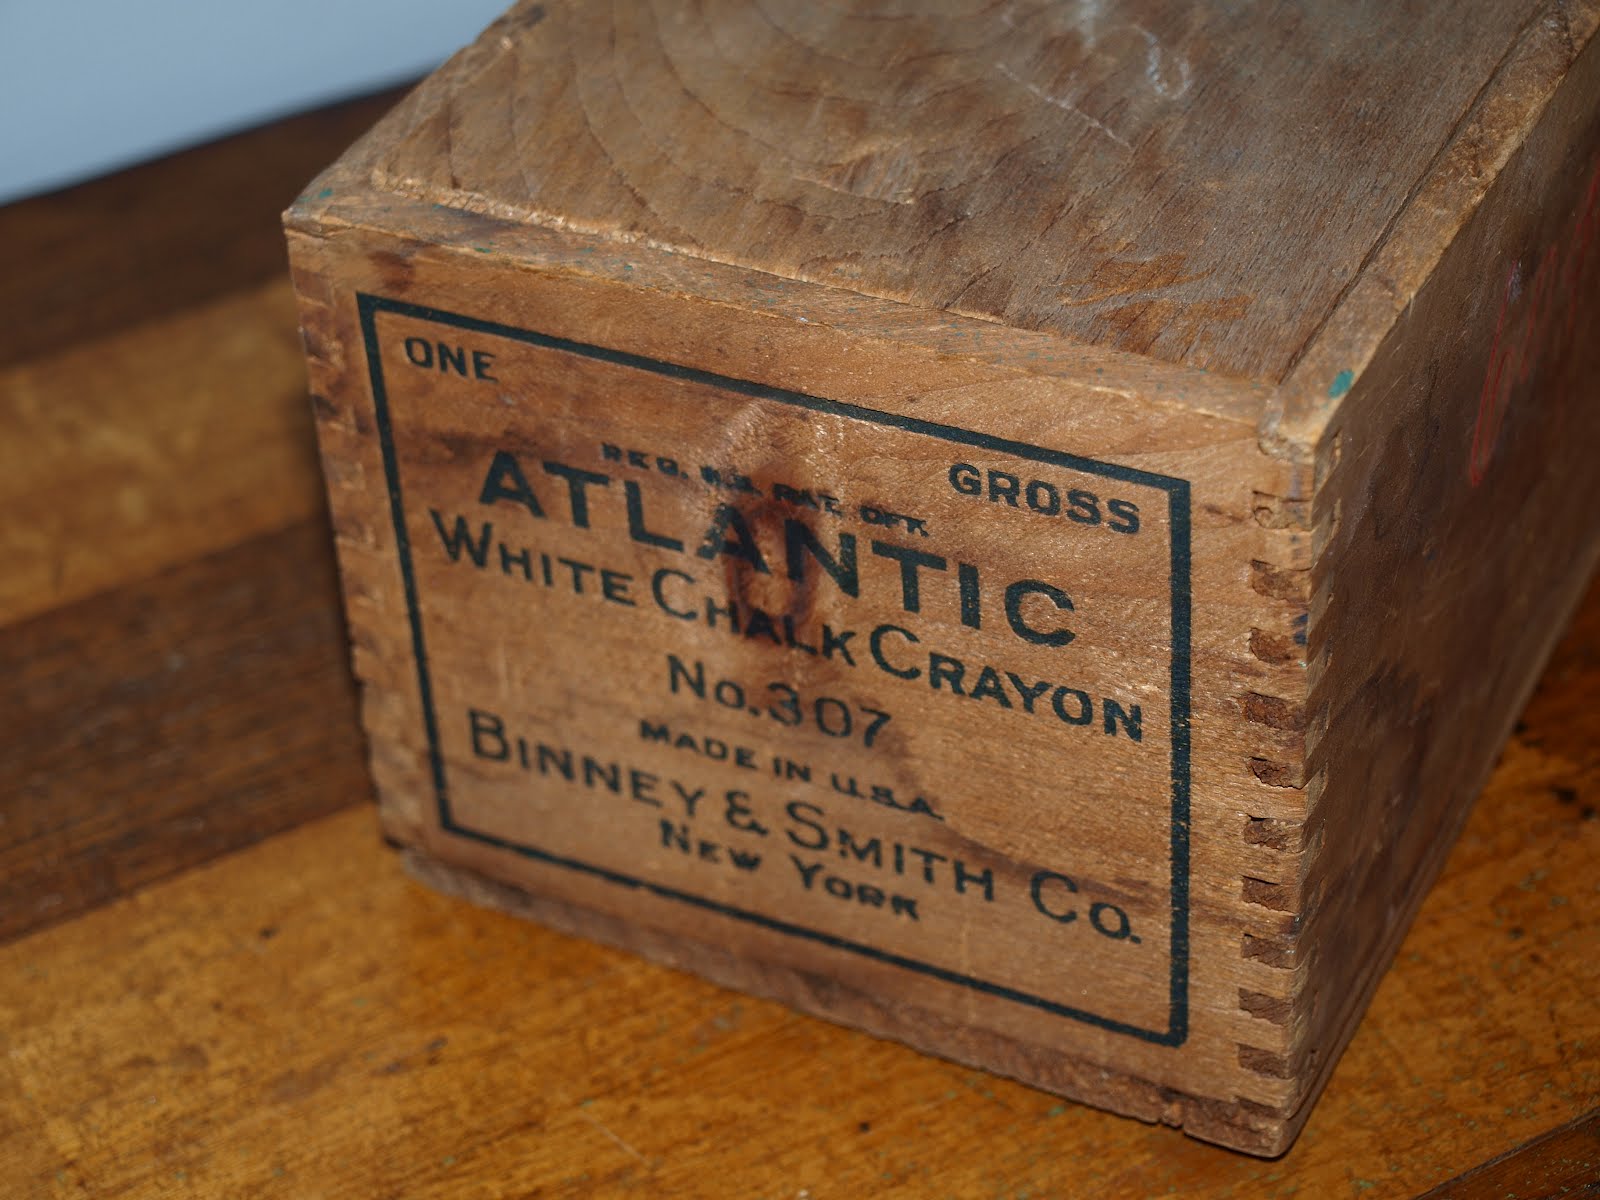 ONE GROSS
REG. U.S. PAT. OFF.
ATLANTIC
WHITE CHALK CRAYON
No. 307
MADE IN U.S.A.
BINNEY & SMITH CO.
NEW YORK